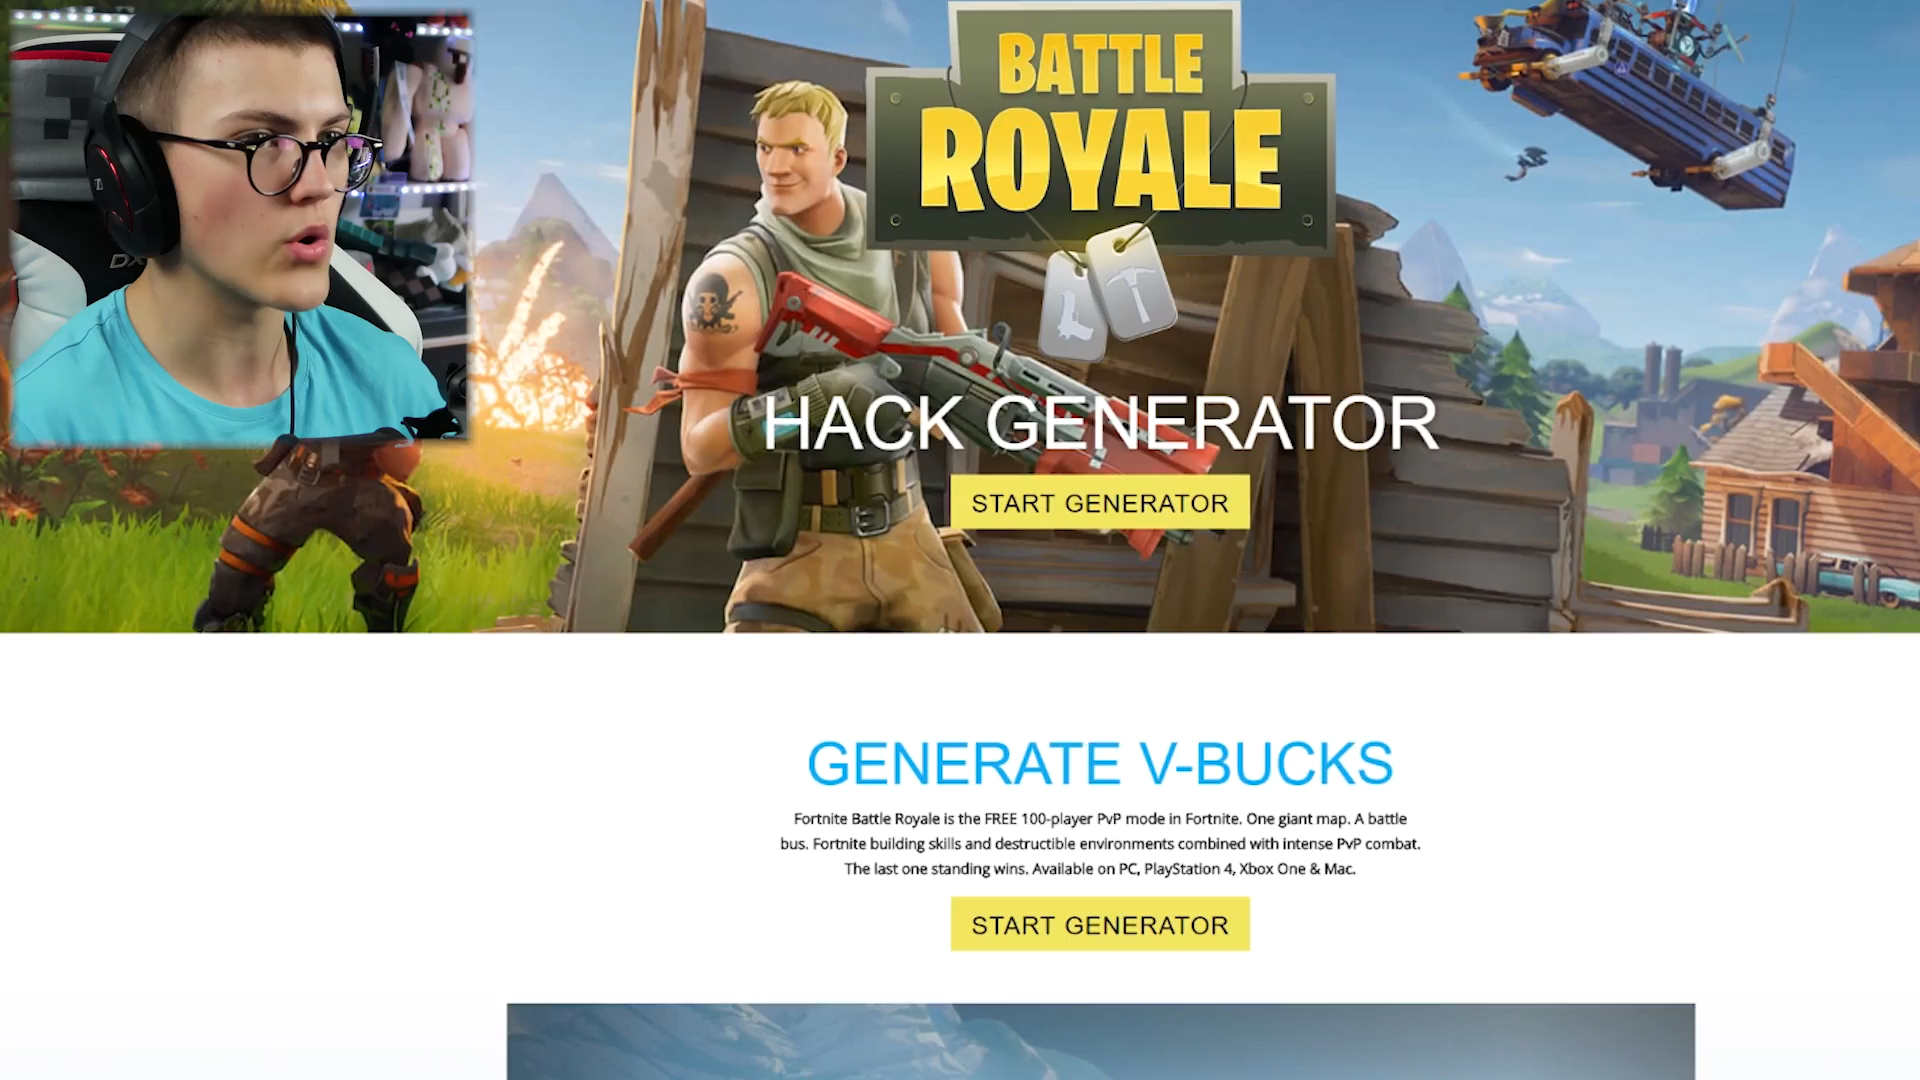 BATTLE
ROYALE
HACK GENERATOR
START GENERATOR
GENERATE V-BUCKS
Fortnite Battle Royale is the FREE 100-player PvP mode in Fortnite. One giant map. A battle
bus. Fortnite building skills and destructible environments combined with intense PvP combat.
The last one standing wins. Available on PC, PlayStation 4, Xbox One & Mac.
START GENERATOR